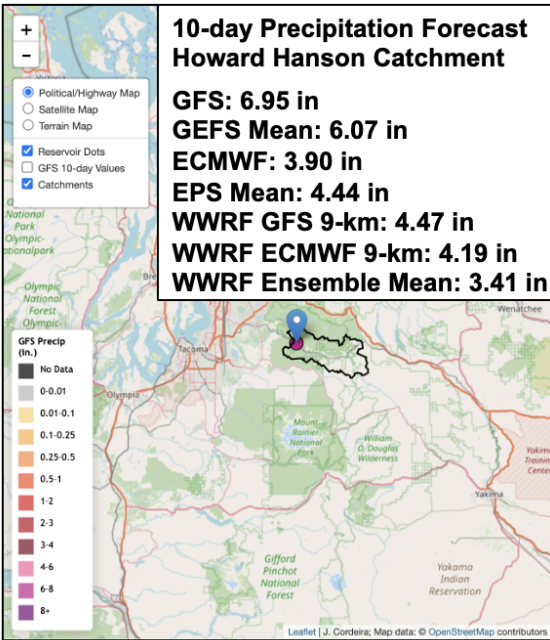 +
−
Political/Highway Map
Satellite Map
Terrain Map
Reservoir Dots
GFS 10-day Values
Catchments
10-day Precipitation Forecast
Howard Hanson Catchment
GFS: 6.95 in
GEFS Mean: 6.07 in
ECMWF: 3.90 in
EPS Mean: 4.44 in
WWRF GFS 9-km: 4.47 in
WWRF ECMWF 9-km: 4.19 in
WWRF Ensemble Mean: 3.41 in
National
Park
Olympic
Olympic
National
Forest
Olympic-
Tacoma
Olympia
Wenatchee
Mount
Rainier
National
Park
William
O. Douglas
Wilderness
Yakima
Gifford
Pinchot
National
Forest
Yakama
Indian
Reservation
GFS Precip
(in.)
No Data
0-0.01
0.01-0.1
0.1-0.25
0.25-0.5
0.5-1
1-2
2-3
3-4
4-6
6-8
8+
Leaflet | J. Cordeira; Map data: © OpenStreetMap contributors